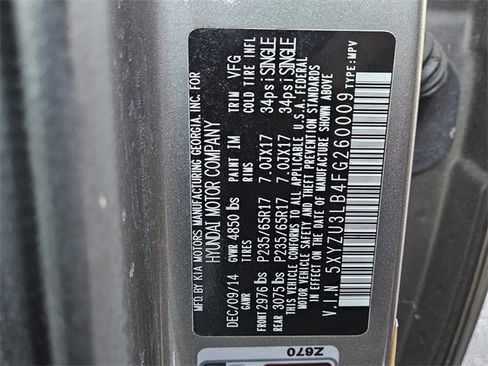 MFD. BY KIA MOTORS MANUFACTURING GEORGIA, INC. FOR
HYUNDAI MOTOR COMPANY
DEC/09/14 PAINT IM TRIM VFG
GVWR 4850 lbs
GAWR RIMS COLD TIRE INFL
FRONT 2976 lbs P235/65R17 7.0JX17 34psi SINGLE
REAR 3075 lbs P235/65R17 7.0JX17 34psi SINGLE
THIS VEHICLE CONFORMS TO ALL APPLICABLE U.S.A. FEDERAL
MOTOR VEHICLE SAFETY AND THEFT PREVENTION STANDARDS
IN EFFECT ON THE DATE OF MANUFACTURE SHOWN ABOVE
V.I.N 5XYZU3LB4FG260009 TYPE:MPV
Z670